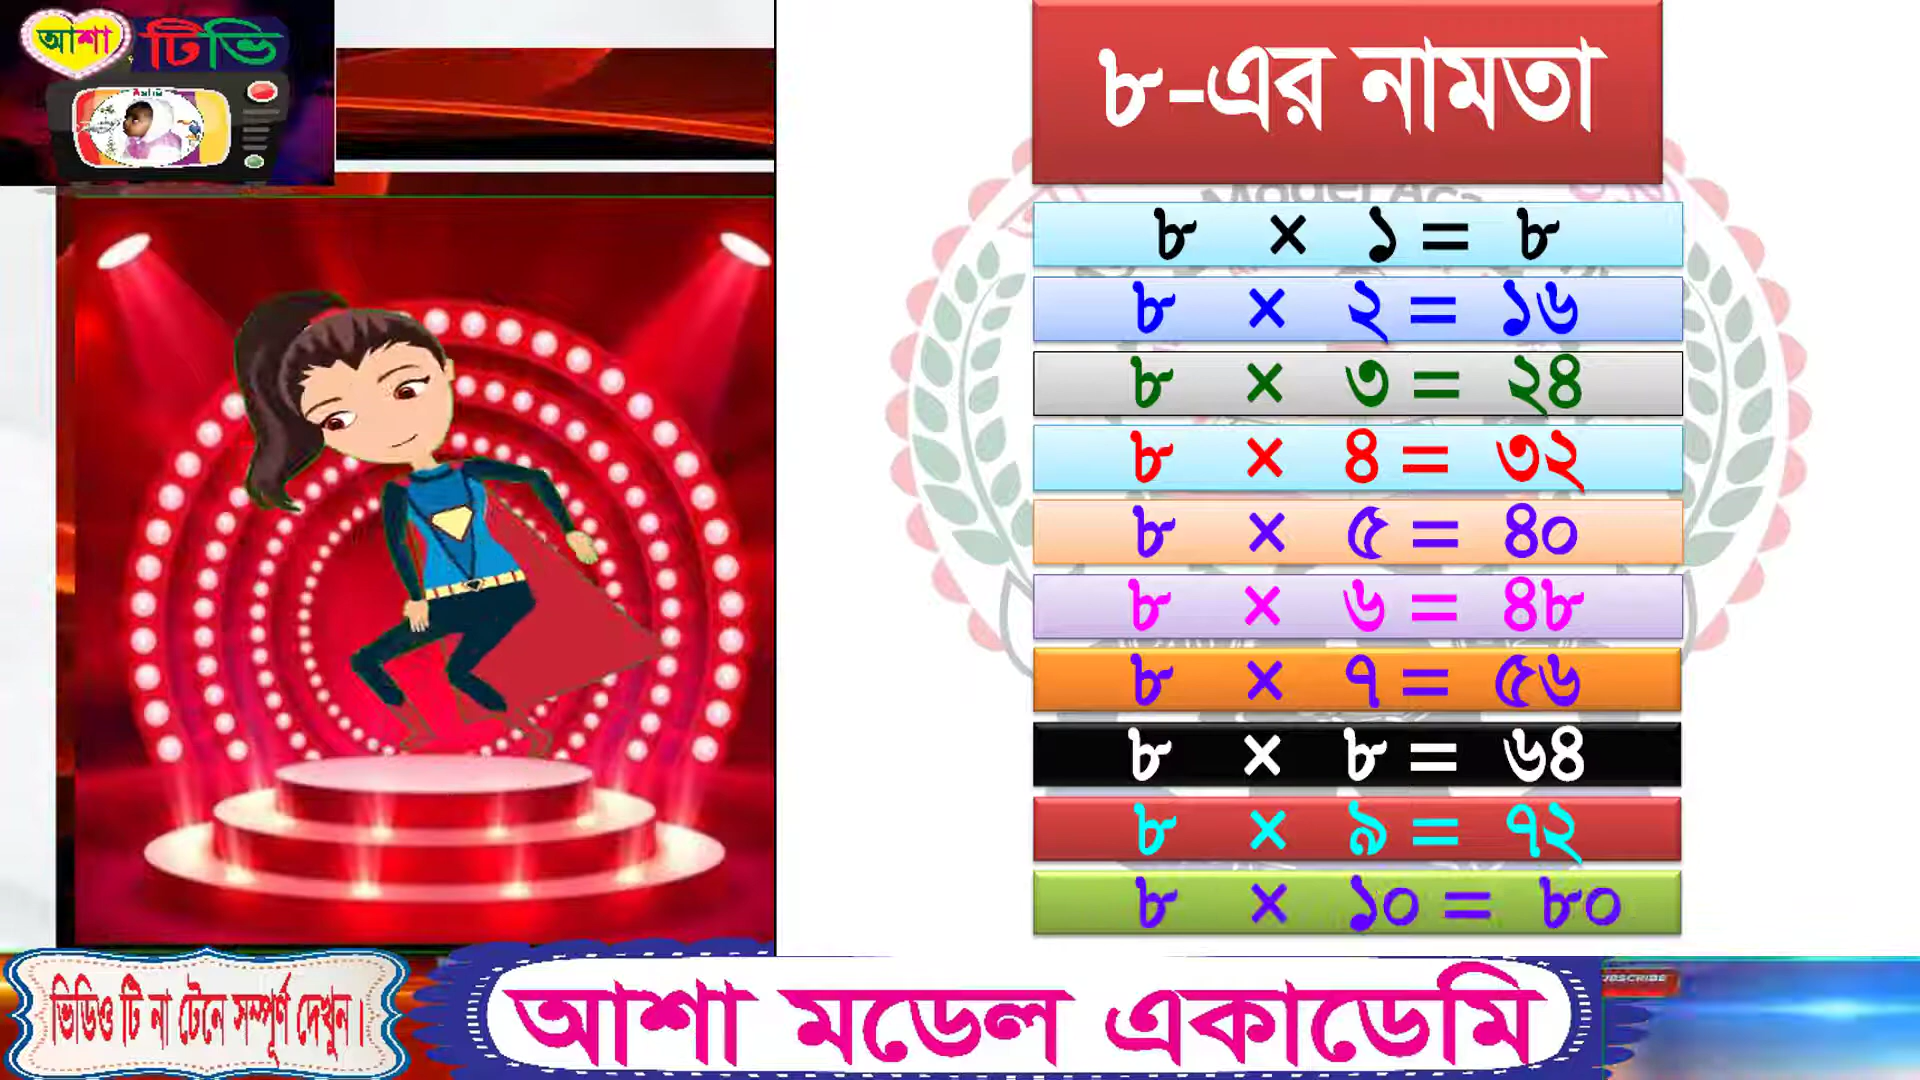 আশা টিভি
৮-এর নামতা
৮ × ১ = ৮
৮ × ২ = ১৬
৮ × ৩ = ২৪
৮ × ৪ = ৩২
৮ × ৫ = ৪০
৮ × ৬ = ৪৮
৮ × ৭ = ৫৬
৮ × ৮ = ৬৪
৮ × ৯ = ৭২
৮ × ১০ = ৮০
ভিডিও টি না টেনে সম্পূর্ণ দেখুন।
আশা মডেল একাডেমি